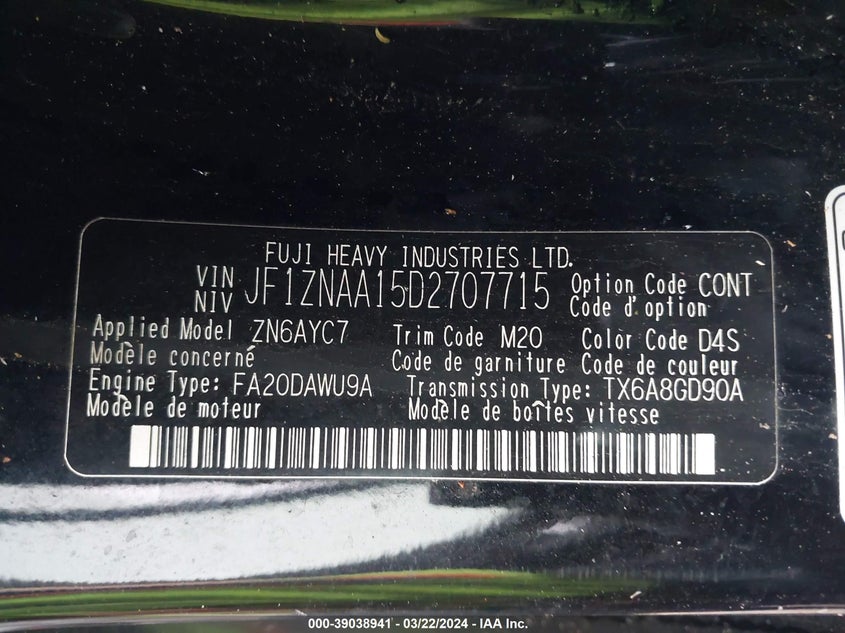 FUJI HEAVY INDUSTRIES LTD.
VIN NIV JF1ZNAA15D2707715 Option Code CONT
Code d'option
Applied Model ZN6AYC7 Trim Code M20 Color Code D4S
Modèle concerné Code de garniture Code de couleur
Engine Type: FA20DAWU9A Transmission Type: TX6A8GD90A
Modèle de moteur Modèle de boîtes vitesse
000-39038941 / 03/22/2024 - IAA Inc.